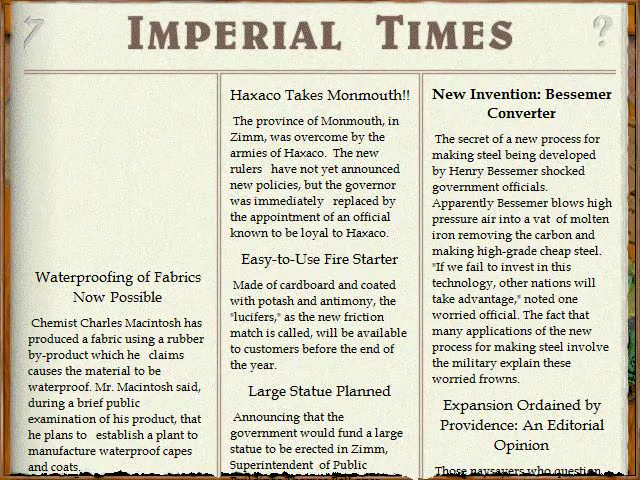 IMPERIAL TIMES
?
Waterproofing of Fabrics
Now Possible
Chemist Charles Macintosh has
produced a fabric using a rubber
by-product which he claims
causes the material to be
waterproof. Mr. Macintosh said,
during a brief public
examination of his product, that
he plans to establish a plant to
manufacture waterproof capes
and coats.
Haxaco Takes Monmouth!!
The province of Monmouth, in
Zimm, was overcome by the
armies of Haxaco. The new
rulers have not yet announced
new policies, but the governor
was immediately replaced by
the appointment of an official
known to be loyal to Haxaco.
Easy-to-Use Fire Starter
Made of cardboard and coated
with potash and antimony, the
"lucifers," as the new friction
match is called, will be available
to customers before the end of
the year.
Large Statue Planned
Announcing that the
government would fund a large
statue to be erected in Zimm,
Superintendent of Public
New Invention: Bessemer
Converter
The secret of a new process for
making steel being developed
by Henry Bessemer shocked
government officials.
Apparently Bessemer blows high
pressure air into a vat of molten
iron removing the carbon and
making high-grade cheap steel.
"If we fail to invest in this
technology, other nations will
take advantage," noted one
worried official. The fact that
many applications of the new
process for making steel involve
the military explain these
worried frowns.
Expansion Ordained by
Providence: An Editorial
Opinion
Those naysayers who question